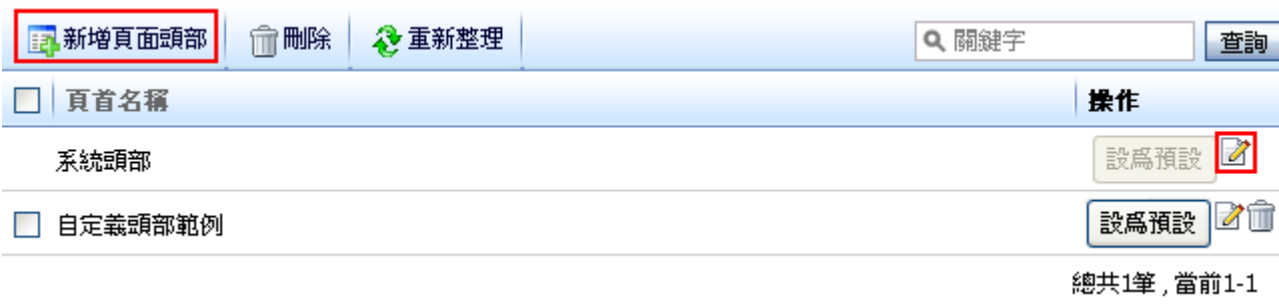 新增頁面頭部 刪除 重新整理 關鍵字 查詢
頁首名稱 操作
系統頭部 設爲預設
自定義頭部範例 設爲預設
總共1筆 , 當前1-1